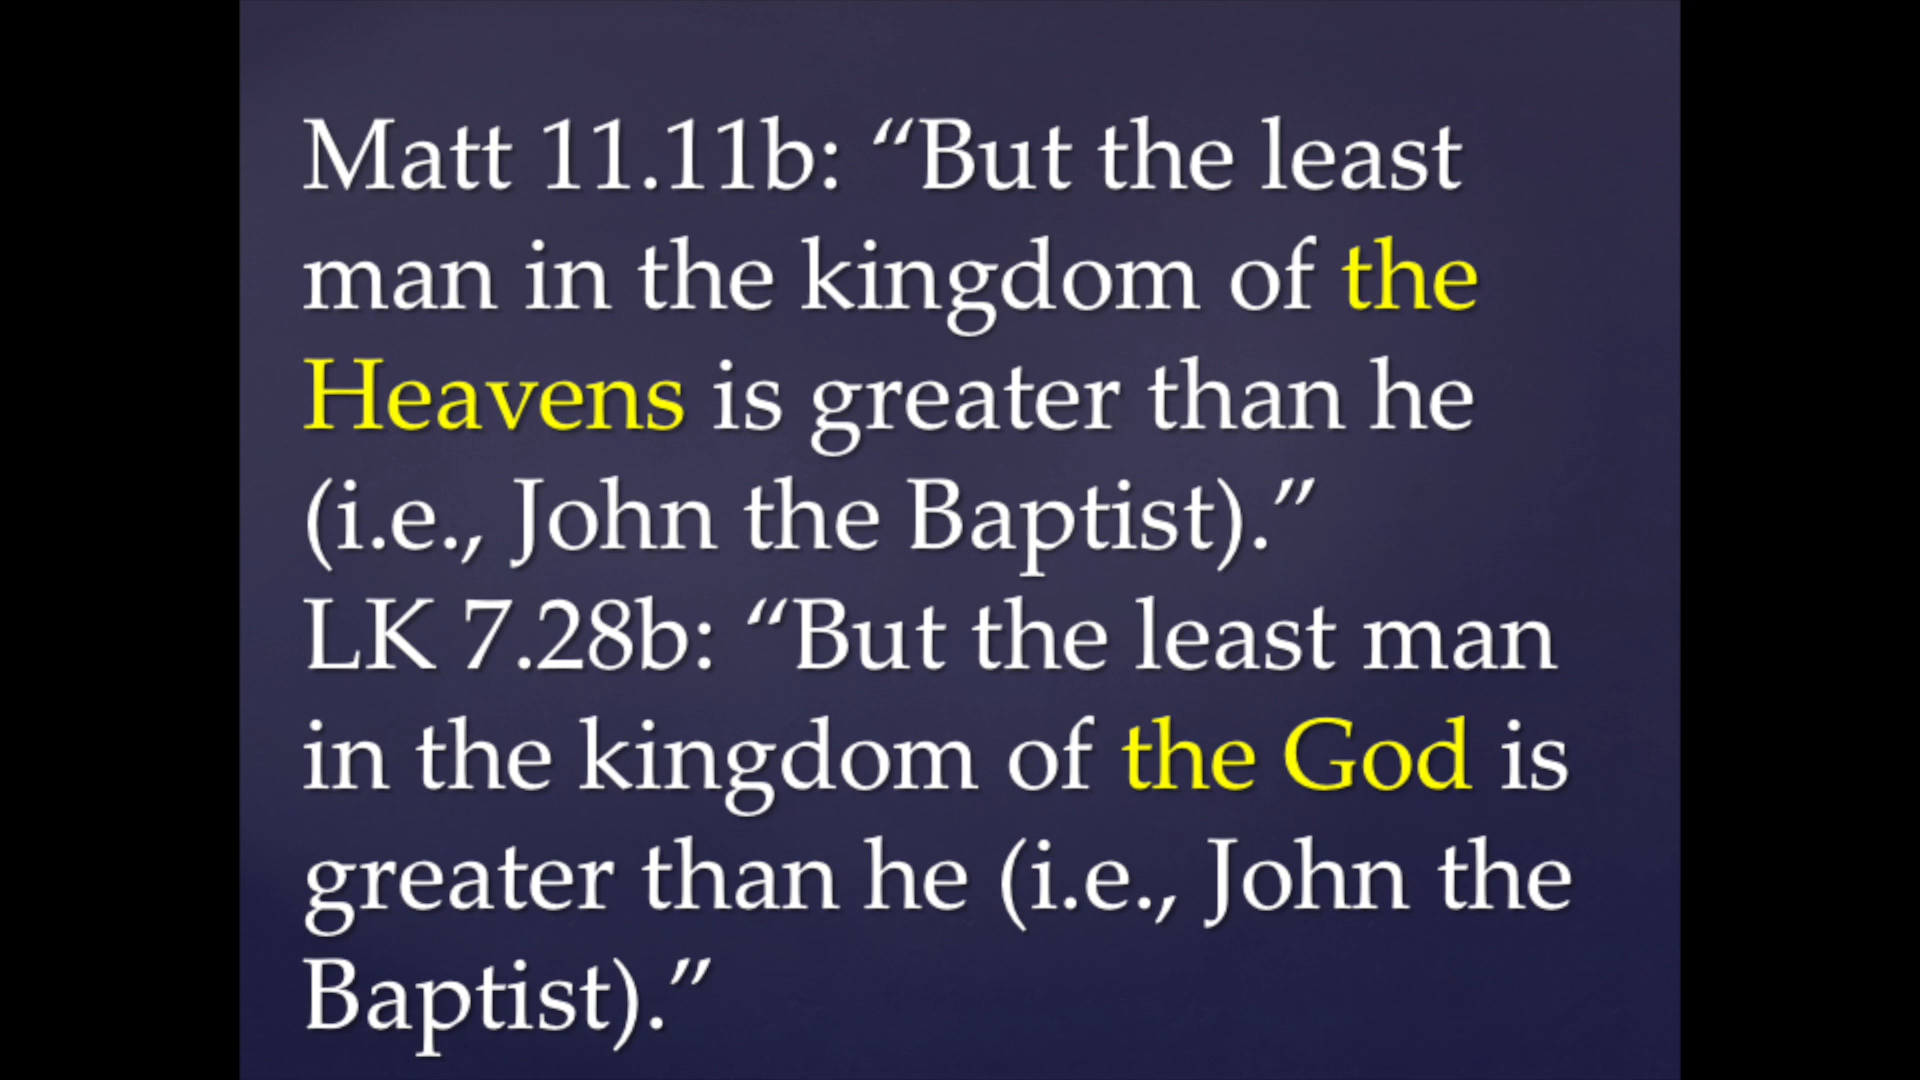 Matt 11.11b: “But the least
man in the kingdom of the
Heavens is greater than he
(i.e., John the Baptist).”
LK 7.28b: “But the least man
in the kingdom of the God is
greater than he (i.e., John the
Baptist).”